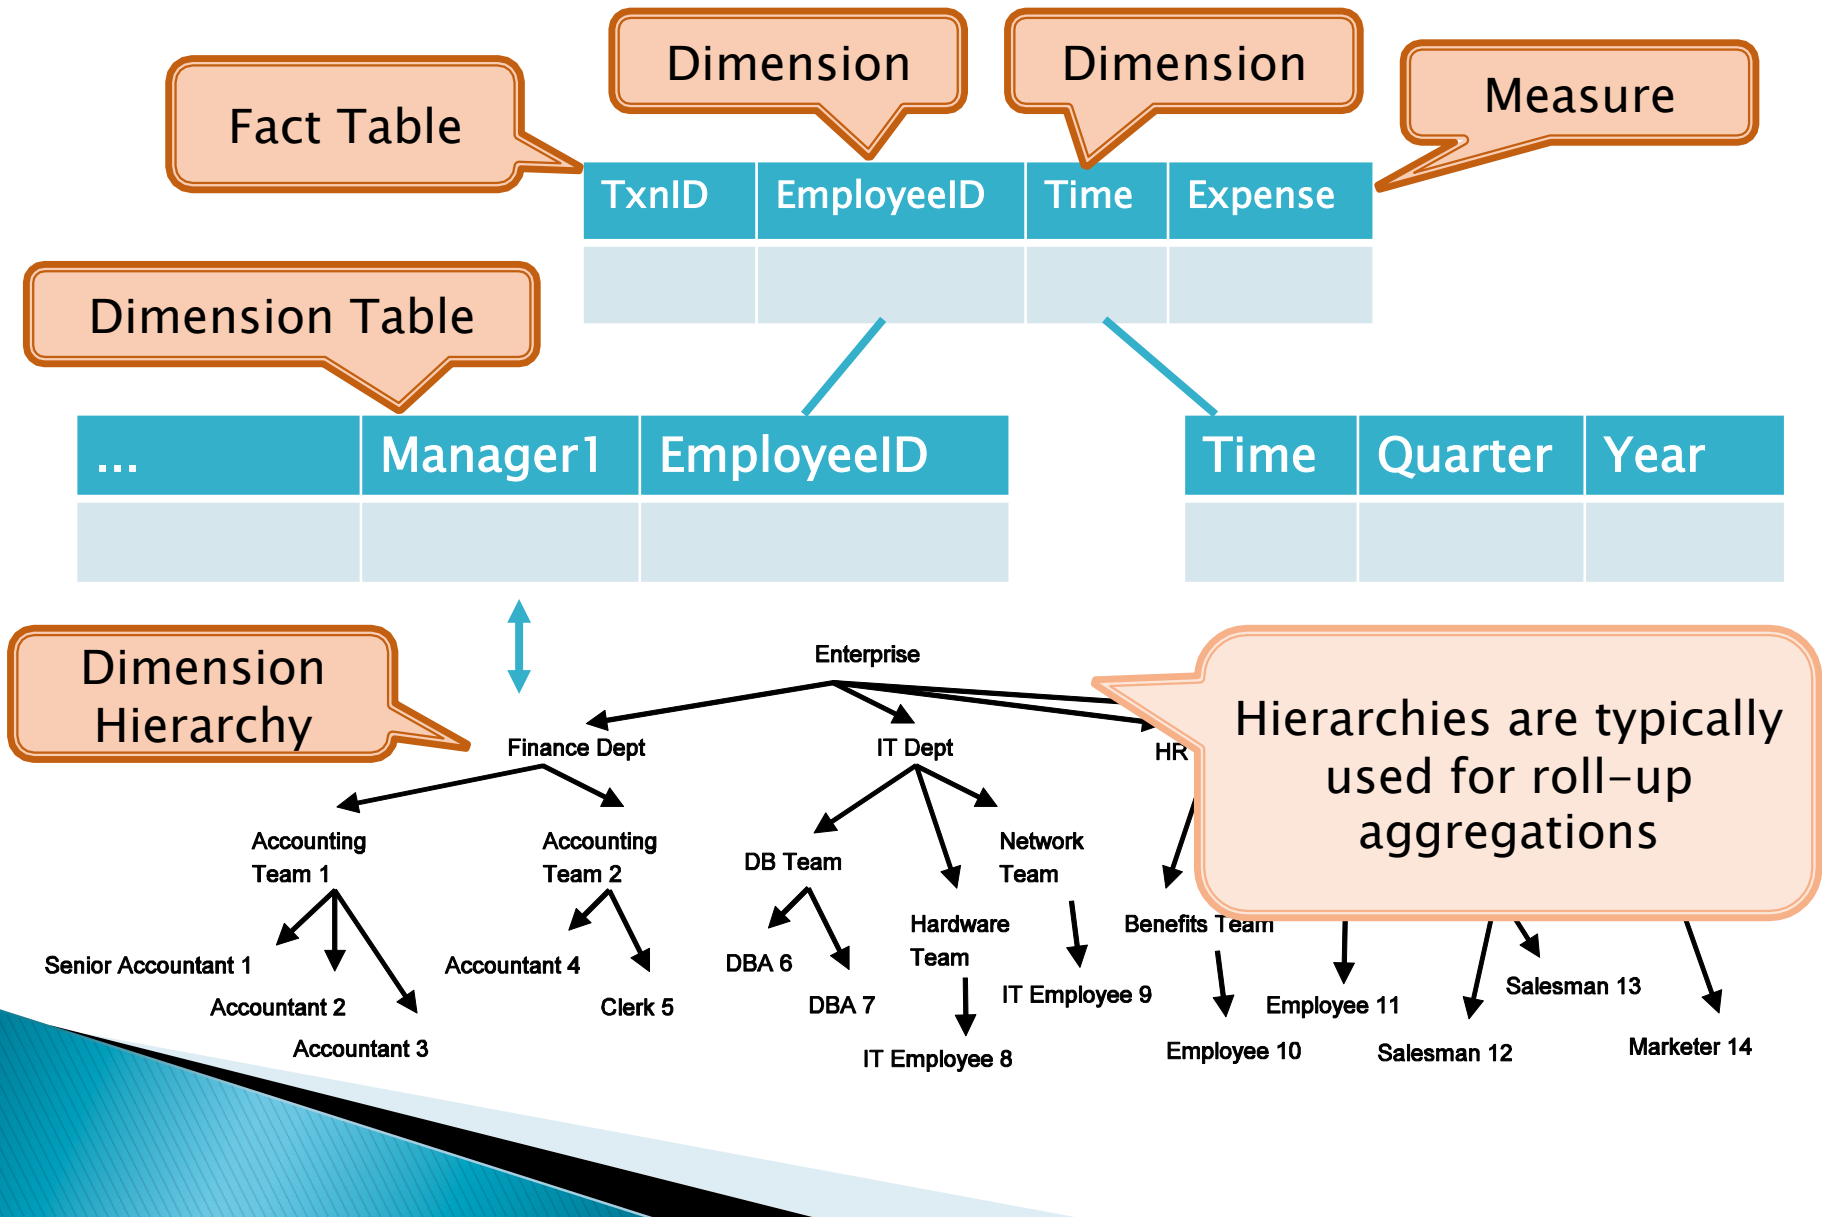 Dimension
Dimension
Measure
Fact Table
TxnID EmployeeID Time Expense
Dimension Table
... Manager1 EmployeeID
Time Quarter Year
Dimension
Hierarchy
Enterprise
Hierarchies are typically
used for roll-up
aggregations
Finance Dept
IT Dept
HR
Accounting
Team 1
Accounting
Team 2
DB Team
Network
Team
Hardware
Team
Benefits Team
Senior Accountant 1
Accountant 2
Accountant 3
Accountant 4
Clerk 5
DBA 6
DBA 7
IT Employee 8
IT Employee 9
Employee 10
Employee 11
Salesman 12
Salesman 13
Marketer 14